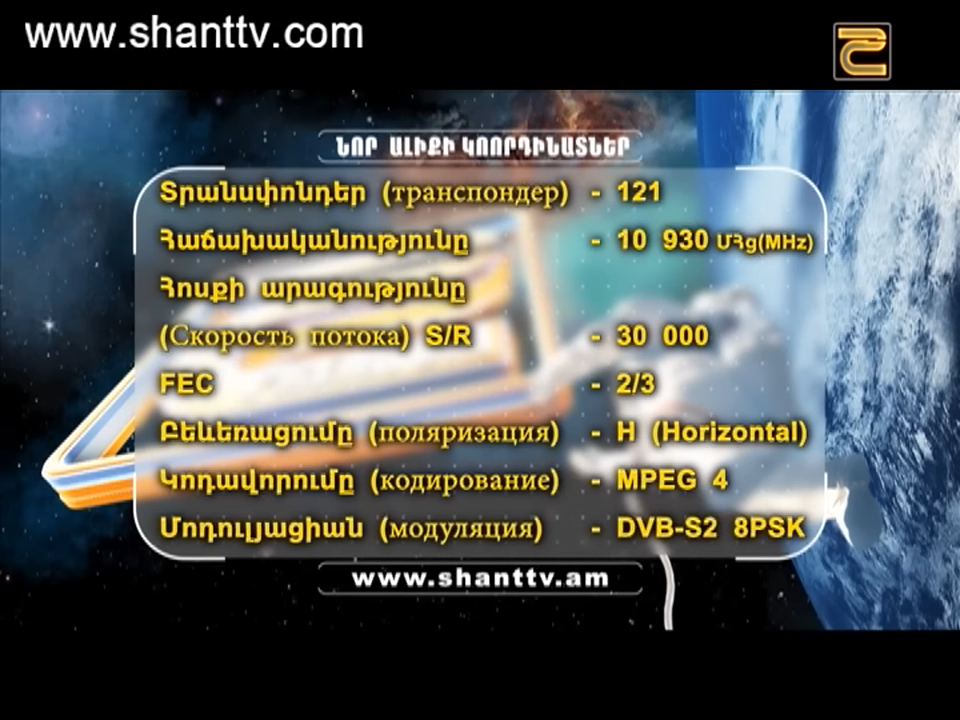 www.shanttv.com
ՆՈՐ ԱԼԻՔԻ ԿՈՈՐԴԻՆԱՏՆԵՐ
Տրանսփոնդեր (транспондер) - 121
Հաճախականությունը - 10 930 ՄՀց(MHz)
Հոսքի արագությունը
(Скорость потока) S/R - 30 000
FEC - 2/3
Բեևեռացումը (поляризация) - H (Horizontal)
Կոդավորումը (кодирование) - MPEG 4
Մոդուլյացիան (модуляция) - DVB-S2 8PSK
www.shanttv.am